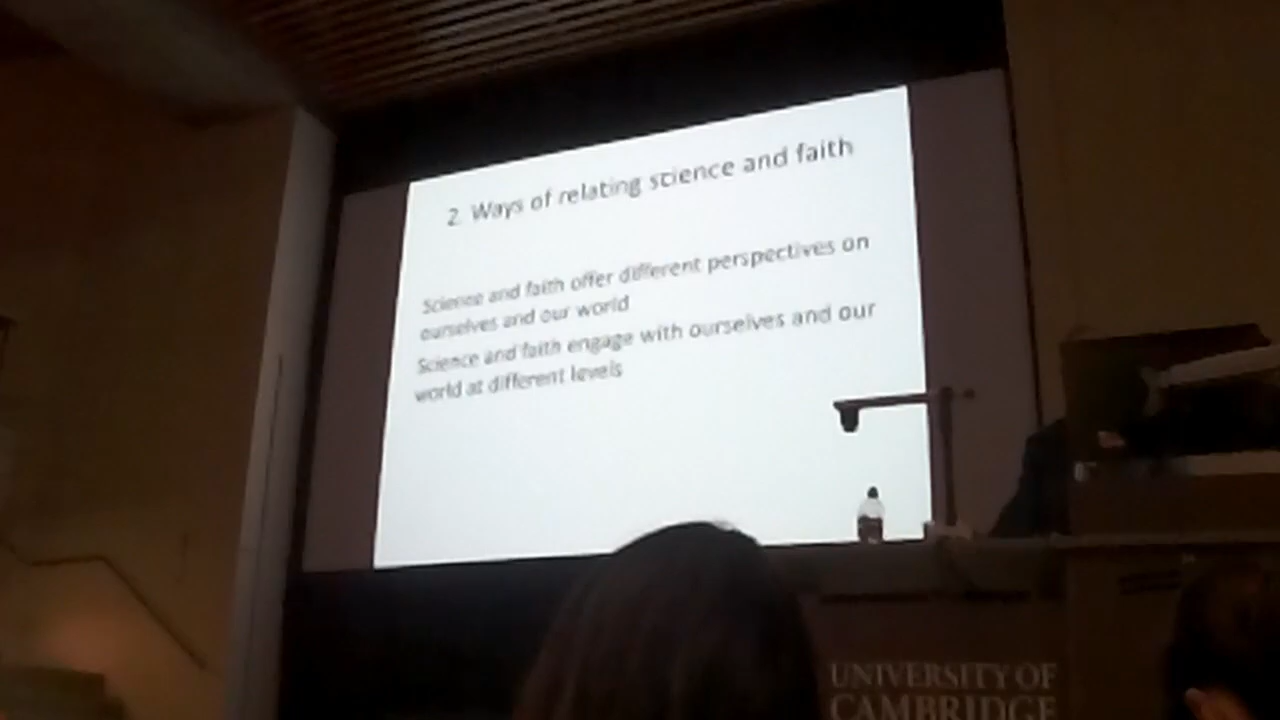 2. Ways of relating science and faith
Science and faith offer different perspectives on
ourselves and our world
Science and faith engage with ourselves and our
world at different levels
UNIVERSITY OF
CAMBRIDGE